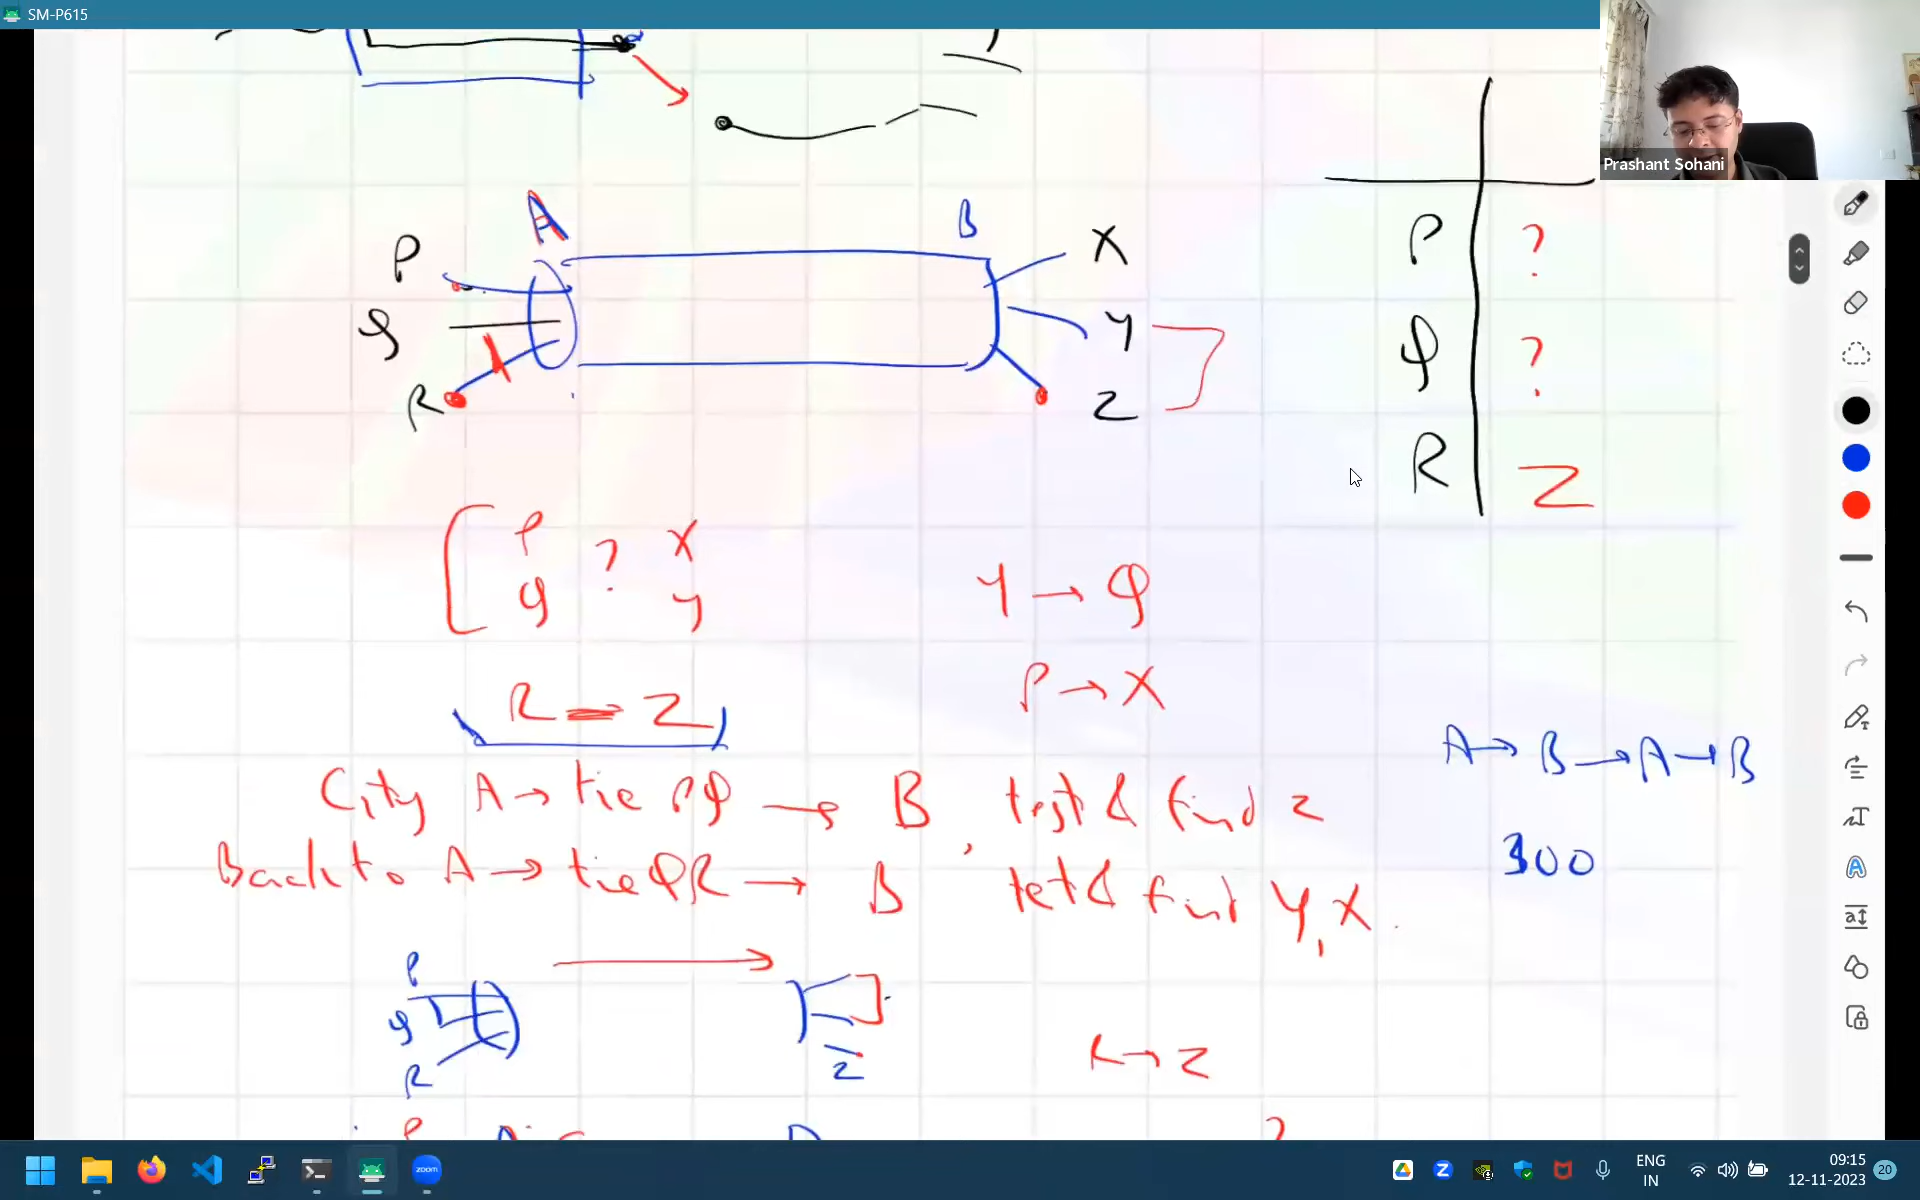 SM-P615
Prashant Sohani
A B
P X
Q Y
R Z
P ?
Q ?
R Z
P ? X
Q Y
Y → Q
R = Z
P → X
A → B → A → B
300
City A → tie PQ → B, test & find Z
Back to A → tie QR → B test & find Y, X.
P
Q
R
Z
R → Z
P
?
zoom
ENG
IN
09:15
12-11-2023
20